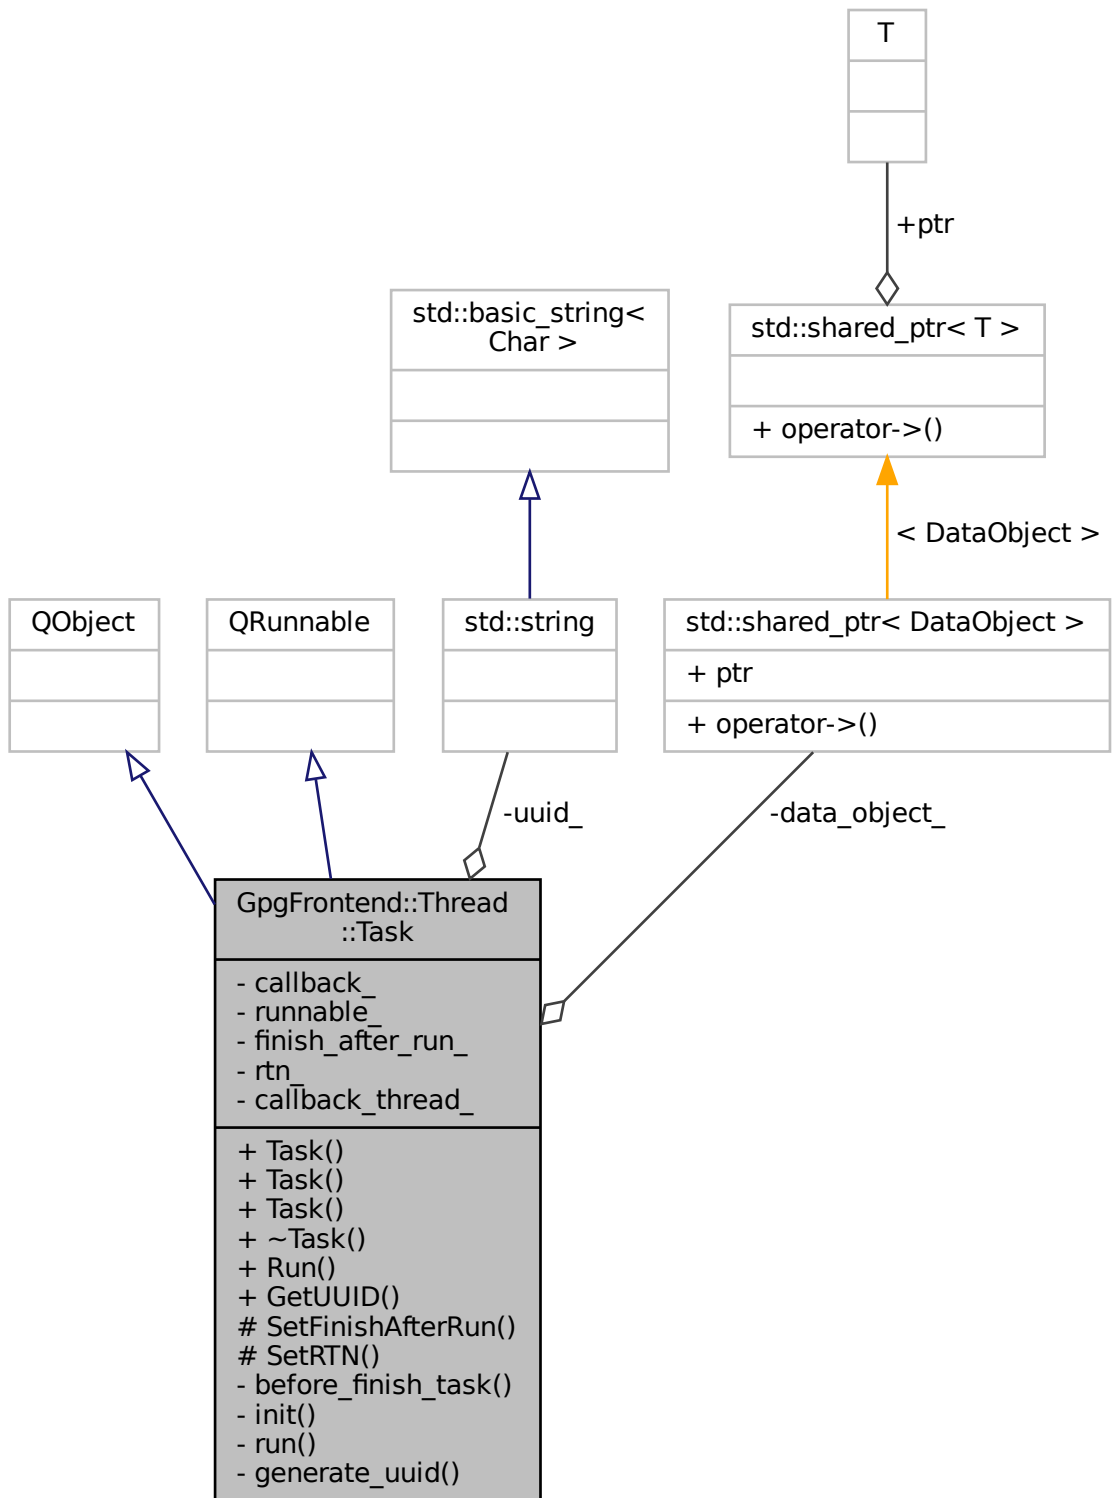 T
+ptr
std::basic_string<
Char >
std::shared_ptr< T >
+ operator->()
< DataObject >
QObject
QRunnable
std::string
std::shared_ptr< DataObject >
+ ptr
+ operator->()
-uuid_
-data_object_
GpgFrontend::Thread
::Task
- callback_
- runnable_
- finish_after_run_
- rtn_
- callback_thread_
+ Task()
+ Task()
+ Task()
+ ~Task()
+ Run()
+ GetUUID()
# SetFinishAfterRun()
# SetRTN()
- before_finish_task()
- init()
- run()
- generate_uuid()